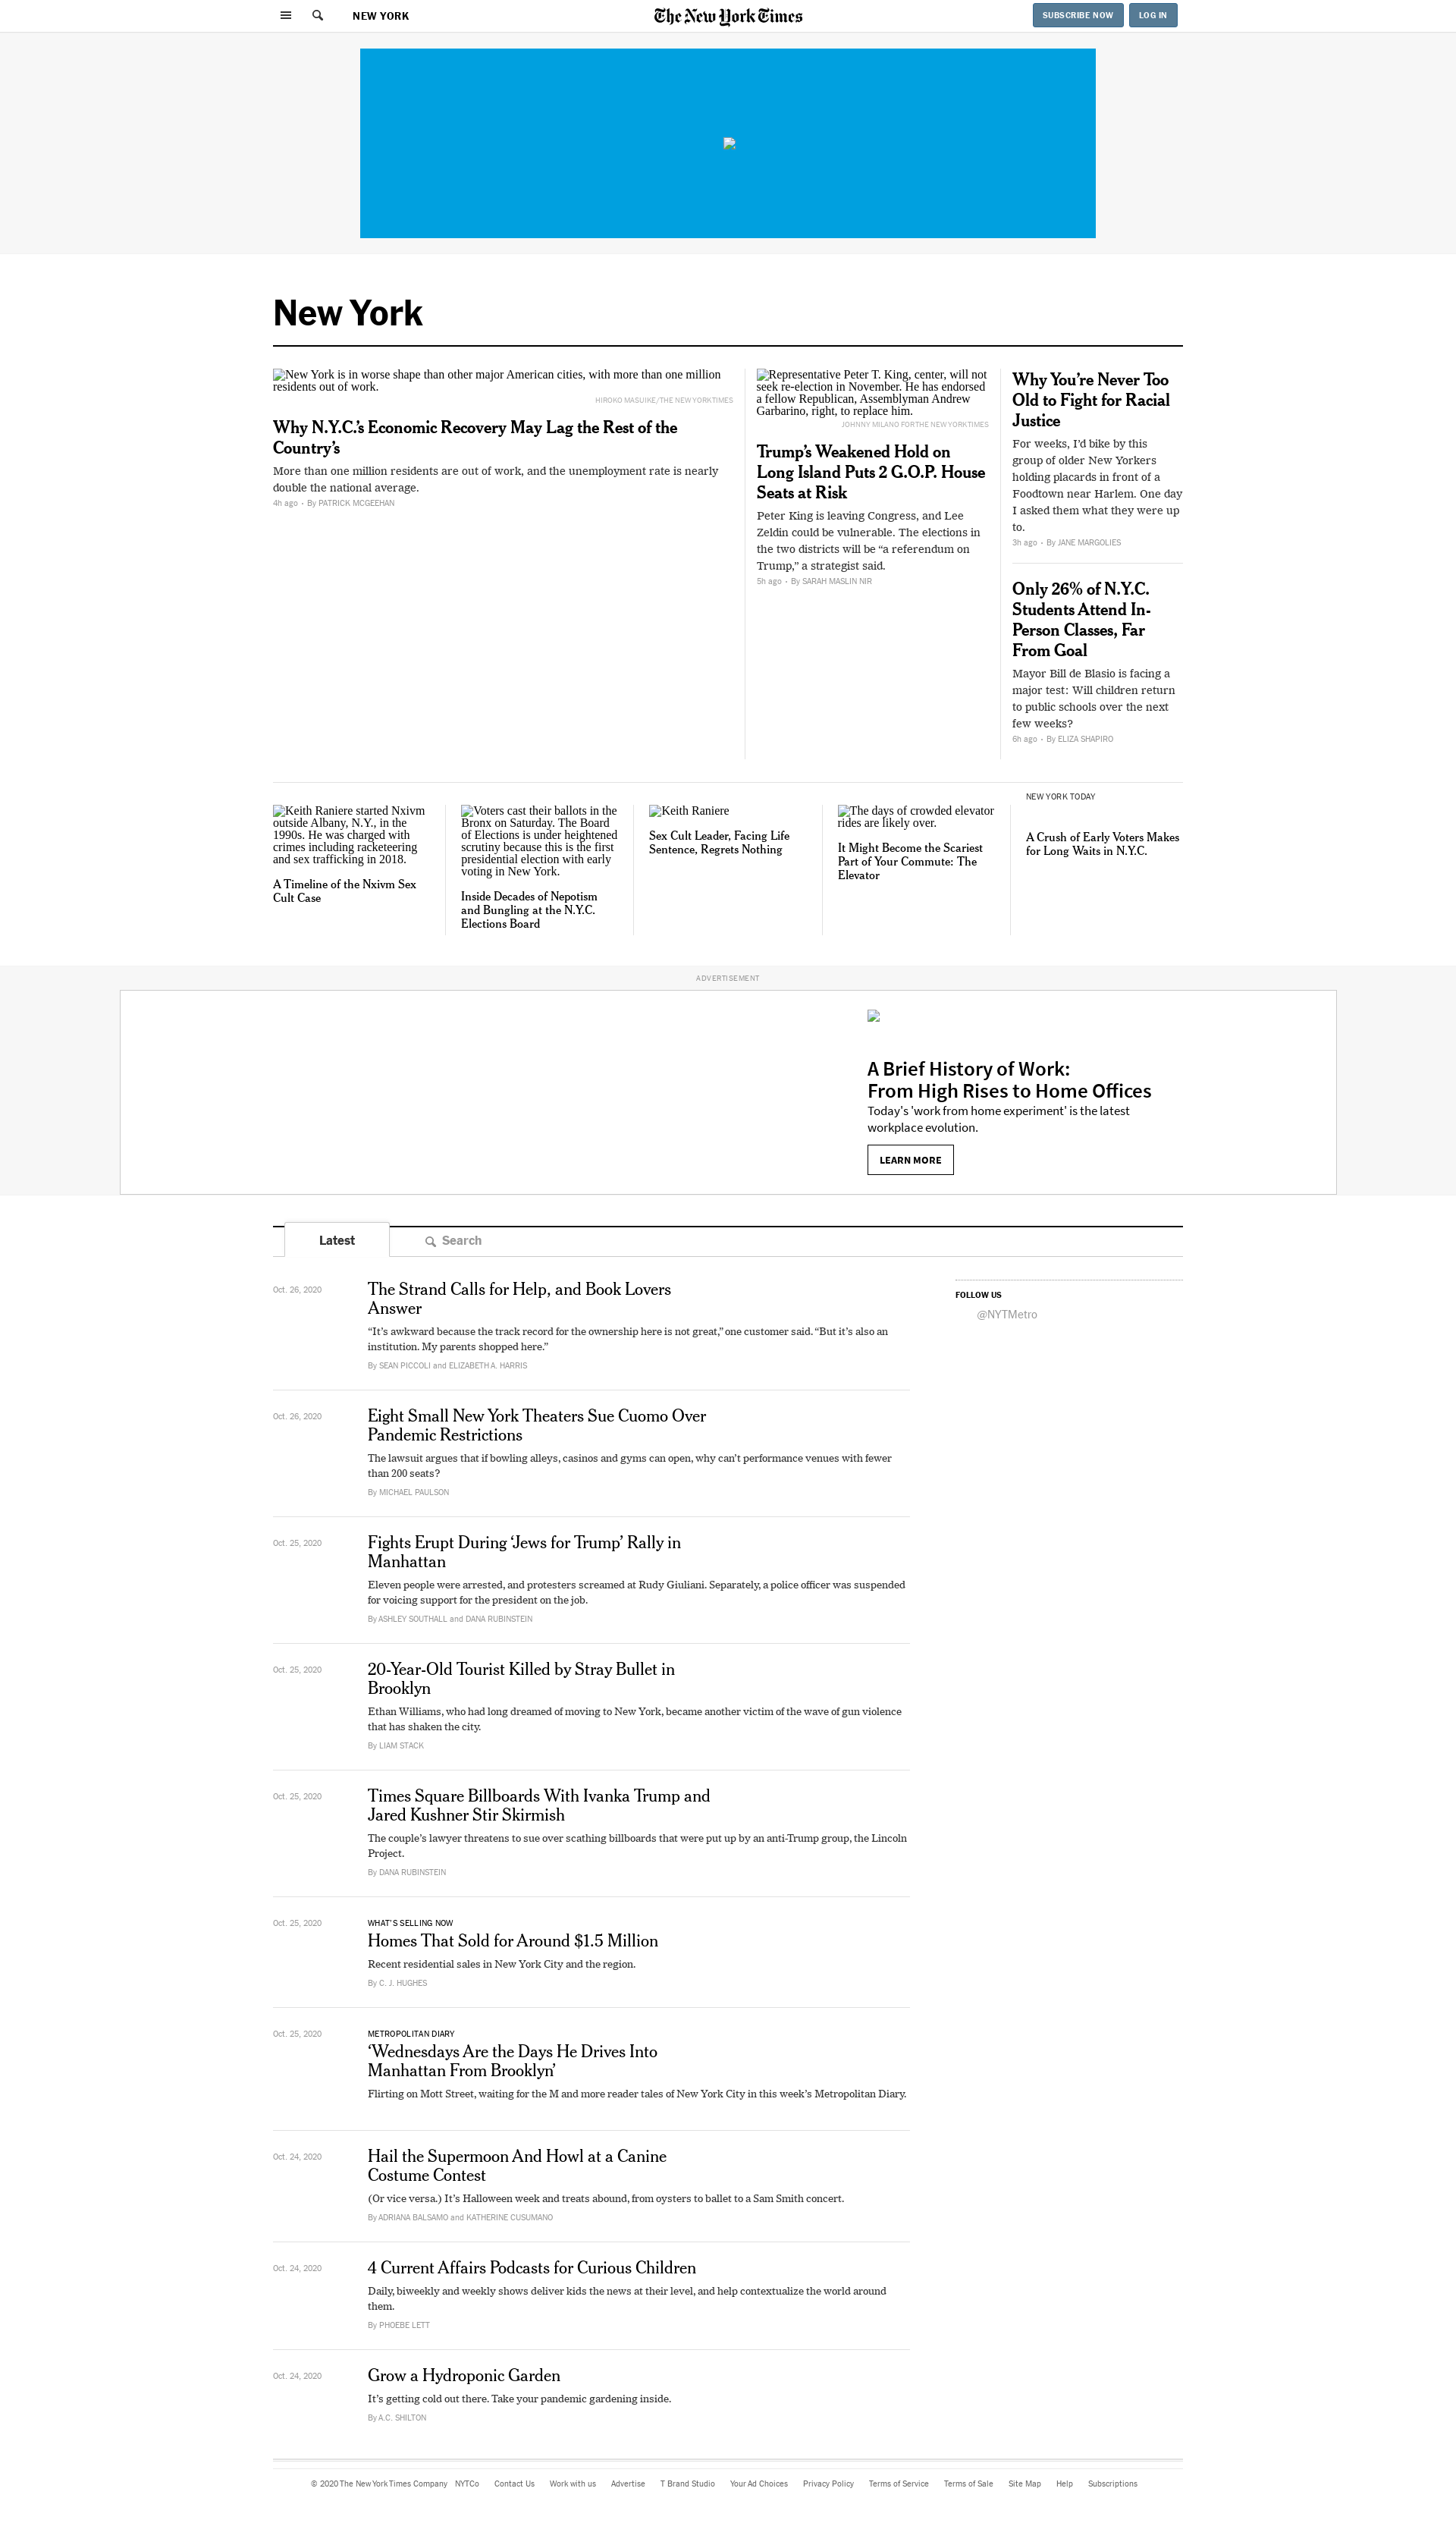 NEW YORK
The New York Times
SUBSCRIBE NOW
LOG IN
New York
New York is in worse shape than other major American cities, with more than one million
residents out of work.
HIROKO MASUIKE/THE NEW YORK TIMES
Why N.Y.C.’s Economic Recovery May Lag the Rest of the
Country’s
More than one million residents are out of work, and the unemployment rate is nearly
double the national average.
4h ago • By PATRICK MCGEEHAN
Representative Peter T. King, center, will not
seek re-election in November. He has endorsed
a fellow Republican, Assemblyman Andrew
Garbarino, right, to replace him.
JOHNNY MILANO FOR THE NEW YORK TIMES
Trump’s Weakened Hold on
Long Island Puts 2 G.O.P. House
Seats at Risk
Peter King is leaving Congress, and Lee
Zeldin could be vulnerable. The elections in
the two districts will be “a referendum on
Trump,” a strategist said.
5h ago • By SARAH MASLIN NIR
Why You’re Never Too
Old to Fight for Racial
Justice
For weeks, I’d bike by this
group of older New Yorkers
holding placards in front of a
Foodtown near Harlem. One day
I asked them what they were up
to.
3h ago • By JANE MARGOLIES
Only 26% of N.Y.C.
Students Attend In-
Person Classes, Far
From Goal
Mayor Bill de Blasio is facing a
major test: Will children return
to public schools over the next
few weeks?
6h ago • By ELIZA SHAPIRO
Keith Raniere started Nxivm
outside Albany, N.Y., in the
1990s. He was charged with
crimes including racketeering
and sex trafficking in 2018.
A Timeline of the Nxivm Sex
Cult Case
Voters cast their ballots in the
Bronx on Saturday. The Board
of Elections is under heightened
scrutiny because this is the first
presidential election with early
voting in New York.
Inside Decades of Nepotism
and Bungling at the N.Y.C.
Elections Board
Keith Raniere
Sex Cult Leader, Facing Life
Sentence, Regrets Nothing
The days of crowded elevator
rides are likely over.
It Might Become the Scariest
Part of Your Commute: The
Elevator
NEW YORK TODAY
A Crush of Early Voters Makes
for Long Waits in N.Y.C.
ADVERTISEMENT
A Brief History of Work:
From High Rises to Home Offices
Today's 'work from home experiment' is the latest
workplace evolution.
LEARN MORE
Latest
Search
Oct. 26, 2020
The Strand Calls for Help, and Book Lovers
Answer
“It’s awkward because the track record for the ownership here is not great,” one customer said. “But it’s also an
institution. My parents shopped here.”
By SEAN PICCOLI and ELIZABETH A. HARRIS
FOLLOW US
@NYTMetro
Oct. 26, 2020
Eight Small New York Theaters Sue Cuomo Over
Pandemic Restrictions
The lawsuit argues that if bowling alleys, casinos and gyms can open, why can’t performance venues with fewer
than 200 seats?
By MICHAEL PAULSON
Oct. 25, 2020
Fights Erupt During ‘Jews for Trump’ Rally in
Manhattan
Eleven people were arrested, and protesters screamed at Rudy Giuliani. Separately, a police officer was suspended
for voicing support for the president on the job.
By ASHLEY SOUTHALL and DANA RUBINSTEIN
Oct. 25, 2020
20-Year-Old Tourist Killed by Stray Bullet in
Brooklyn
Ethan Williams, who had long dreamed of moving to New York, became another victim of the wave of gun violence
that has shaken the city.
By LIAM STACK
Oct. 25, 2020
Times Square Billboards With Ivanka Trump and
Jared Kushner Stir Skirmish
The couple’s lawyer threatens to sue over scathing billboards that were put up by an anti-Trump group, the Lincoln
Project.
By DANA RUBINSTEIN
Oct. 25, 2020
WHAT’S SELLING NOW
Homes That Sold for Around $1.5 Million
Recent residential sales in New York City and the region.
By C. J. HUGHES
Oct. 25, 2020
METROPOLITAN DIARY
‘Wednesdays Are the Days He Drives Into
Manhattan From Brooklyn’
Flirting on Mott Street, waiting for the M and more reader tales of New York City in this week’s Metropolitan Diary.
Oct. 24, 2020
Hail the Supermoon And Howl at a Canine
Costume Contest
(Or vice versa.) It’s Halloween week and treats abound, from oysters to ballet to a Sam Smith concert.
By ADRIANA BALSAMO and KATHERINE CUSUMANO
Oct. 24, 2020
4 Current Affairs Podcasts for Curious Children
Daily, biweekly and weekly shows deliver kids the news at their level, and help contextualize the world around
them.
By PHOEBE LETT
Oct. 24, 2020
Grow a Hydroponic Garden
It’s getting cold out there. Take your pandemic gardening inside.
By A.C. SHILTON
© 2020 The New York Times Company NYTCo Contact Us Work with us Advertise T Brand Studio Your Ad Choices Privacy Policy Terms of Service Terms of Sale Site Map Help Subscriptions